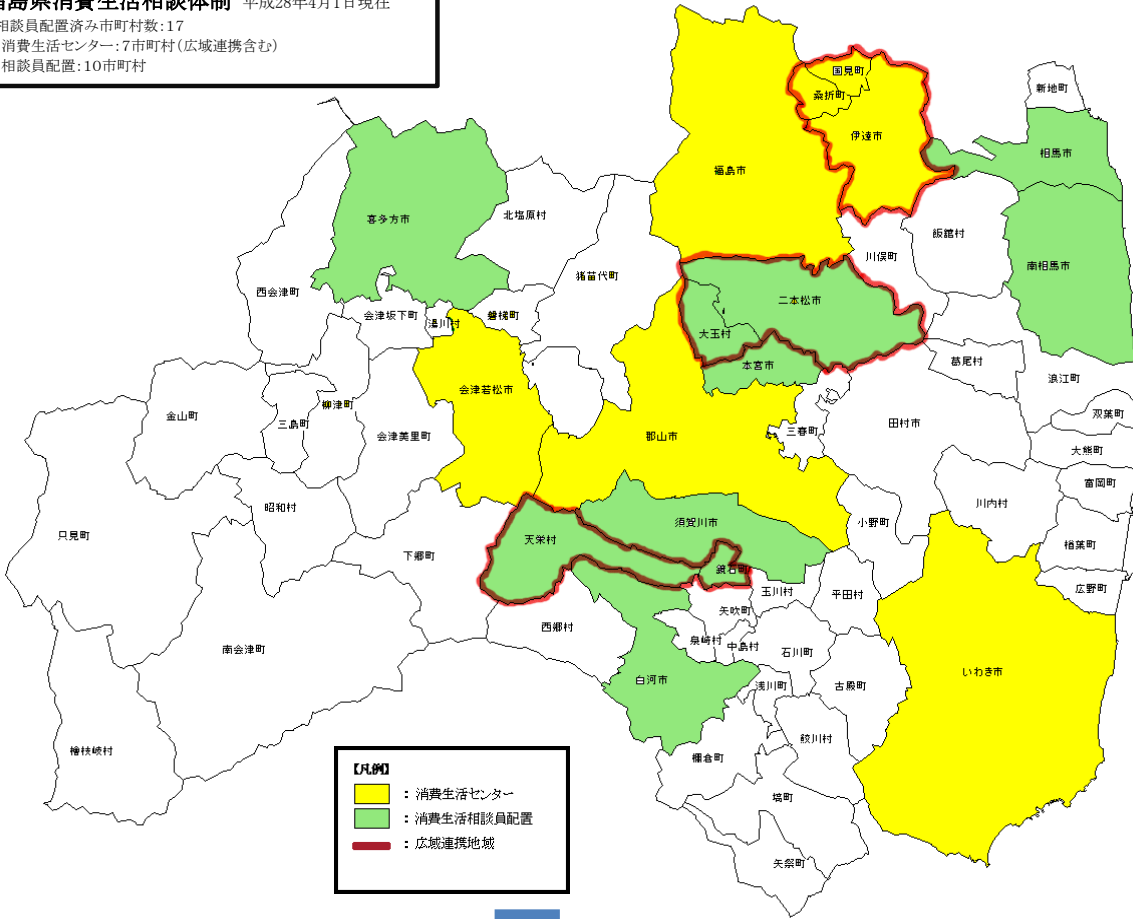 島県消費生活相談体制 平成28年4月1日現在
相談員配置済み市町村数:17
消費生活センター:7市町村(広域連携含む)
相談員配置:10市町村
国見町
桑折町
新地町
伊達市
相馬市
福島市
喜多方市
北塩原村
飯舘村
川俣町
南相馬市
猪苗代町
西会津町
二本松市
会津坂下町
湯川村
磐梯町
大玉村
本宮市
葛尾村
浪江町
会津若松市
双葉町
金山町
柳津町
三島町
会津美里町
郡山市
三春町
田村市
大熊町
富岡町
川内村
昭和村
只見町
天栄村
須賀川市
小野町
下郷町
楢葉町
鏡石町
玉川村
平田村
広野町
矢吹町
西郷村
泉崎村
中島村
石川町
南会津町
白河市
浅川町
古殿町
いわき市
鮫川村
檜枝岐村
棚倉町
塙町
矢祭町
【凡例】
:消費生活センター
:消費生活相談員配置
:広域連携地域